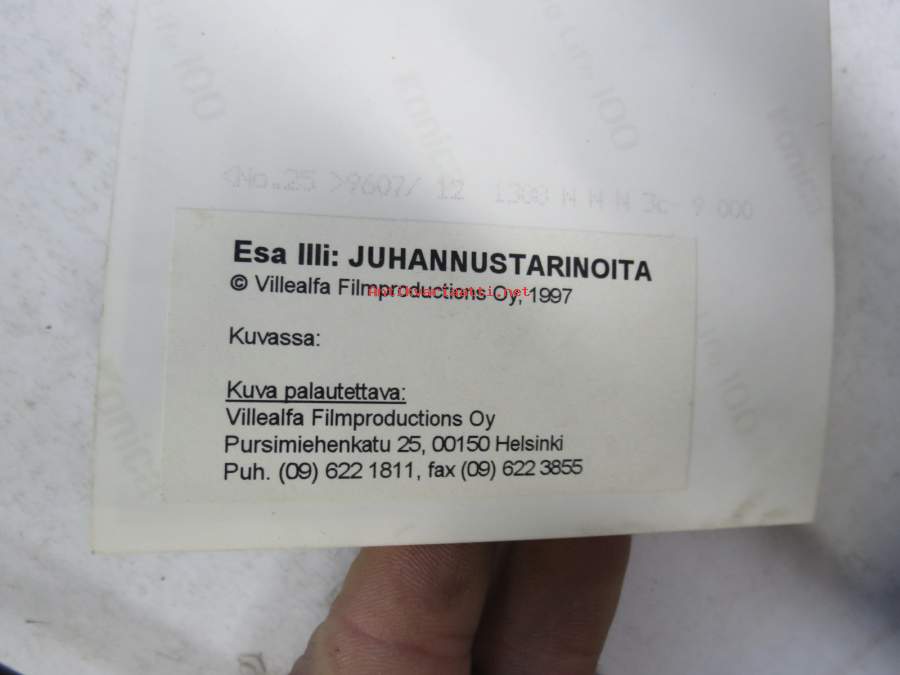 <No.25 >9607/ 12 1300 N N N 3c- 9 000
Esa Illi: JUHANNUSTARINOITA
© Villealfa Filmproductions Oy, 1997
Kuvassa:
Kuva palautettava:
Villealfa Filmproductions Oy
Pursimiehenkatu 25, 00150 Helsinki
Puh. (09) 622 1811, fax (09) 622 3855